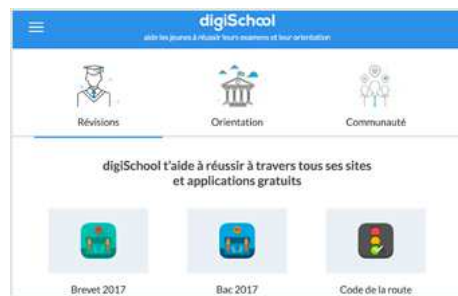 digiSchool
aide les jeunes à réussir leurs examens et leur orientation
Révisions
Orientation
Communauté
digiSchool t'aide à réussir à travers tous ses sites
et applications gratuits
Brevet 2017
Bac 2017
Code de la route